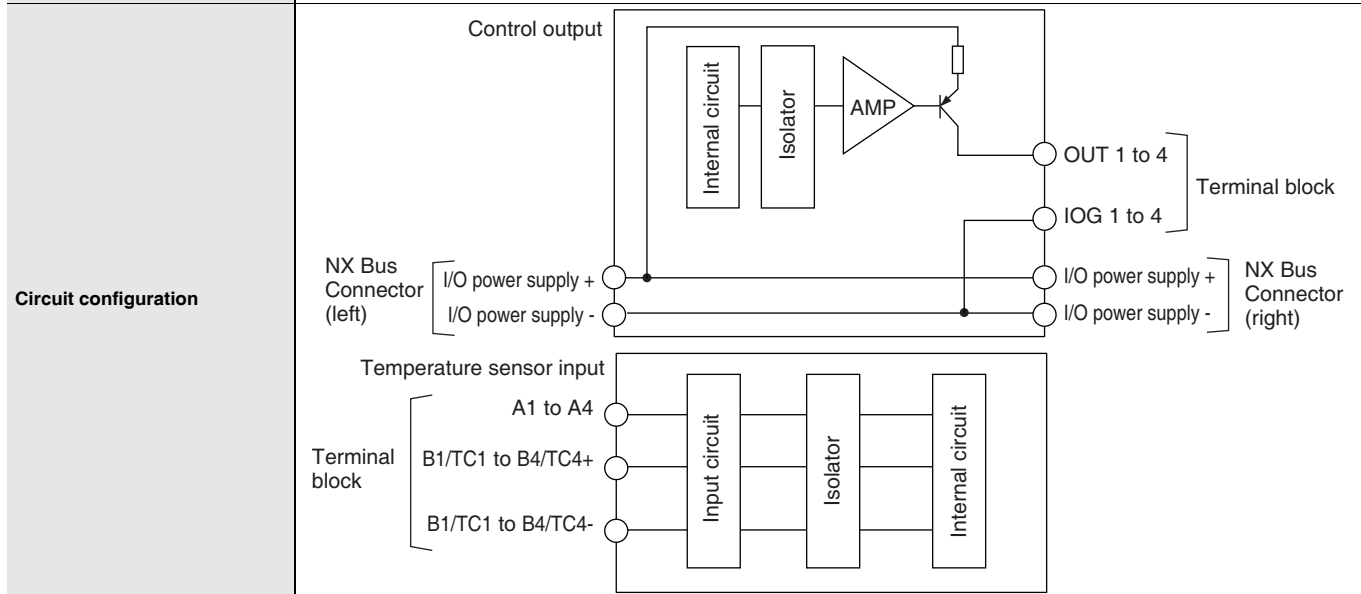 Circuit configuration
Control output
Internal circuit
Isolator
AMP
OUT 1 to 4
IOG 1 to 4
Terminal block
NX Bus
Connector
(left)
I/O power supply +
I/O power supply -
I/O power supply +
I/O power supply -
NX Bus
Connector
(right)
Temperature sensor input
Terminal
block
A1 to A4
B1/TC1 to B4/TC4+
B1/TC1 to B4/TC4-
Input circuit
Isolator
Internal circuit